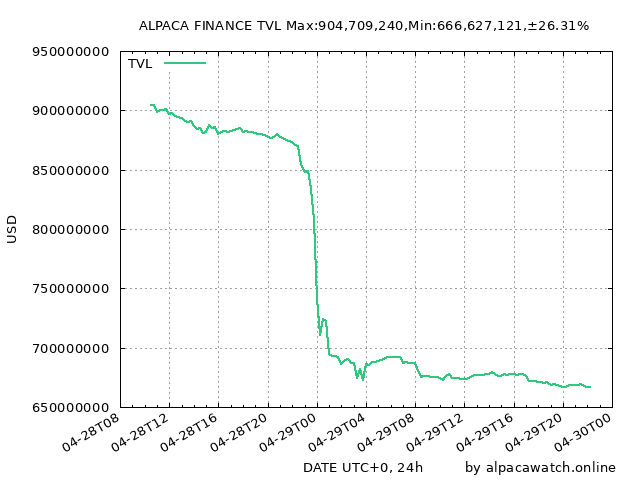 ALPACA FINANCE TVL Max:904,709,240,Min:666,627,121,±26.31%
TVL
950000000
900000000
850000000
800000000
750000000
700000000
650000000
USD
04-28T08
04-28T12
04-28T16
04-28T20
04-29T00
04-29T04
04-29T08
04-29T12
04-29T16
04-29T20
04-30T00
DATE UTC+0, 24h
by alpacawatch.online